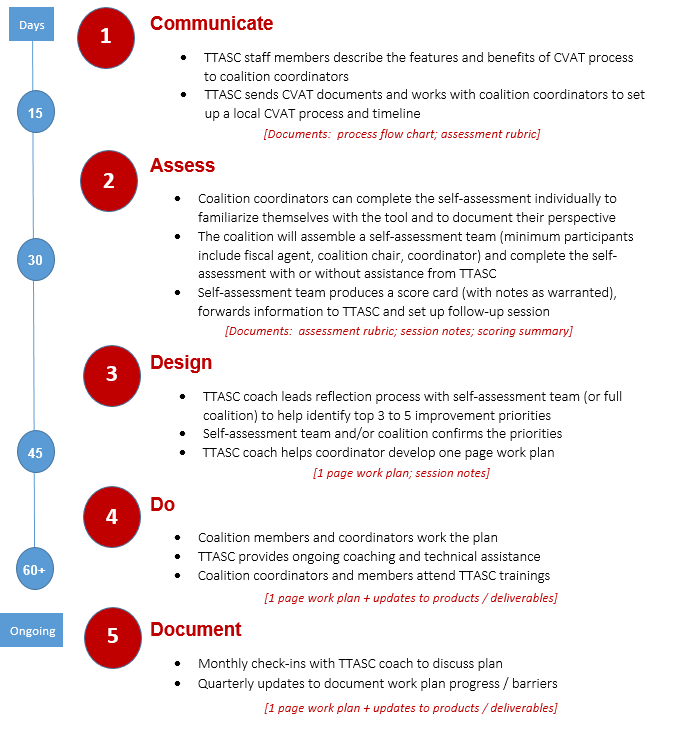 Days
1
Communicate
• TTASC staff members describe the features and benefits of CVAT process
to coalition coordinators
• TTASC sends CVAT documents and works with coalition coordinators to set
up a local CVAT process and timeline
15
[Documents:  process flow chart; assessment rubric]
2
Assess
• Coalition coordinators can complete the self-assessment individually to
familiarize themselves with the tool and to document their perspective
• The coalition will assemble a self-assessment team (minimum participants
include fiscal agent, coalition chair, coordinator) and complete the self-
assessment with or without assistance from TTASC
30
• Self-assessment team produces a score card (with notes as warranted),
forwards information to TTASC and set up follow-up session
[Documents:  assessment rubric; session notes; scoring summary]
3
Design
• TTASC coach leads reflection process with self-assessment team (or full
coalition) to help identify top 3 to 5 improvement priorities
• Self-assessment team and/or coalition confirms the priorities
• TTASC coach helps coordinator develop one page work plan
45
[1 page work plan; session notes]
4
Do
• Coalition members and coordinators work the plan
• TTASC provides ongoing coaching and technical assistance
• Coalition coordinators and members attend TTASC trainings
60+
[1 page work plan + updates to products / deliverables]
Ongoing
5
Document
• Monthly check-ins with TTASC coach to discuss plan
• Quarterly updates to document work plan progress / barriers
[1 page work plan + updates to products / deliverables]